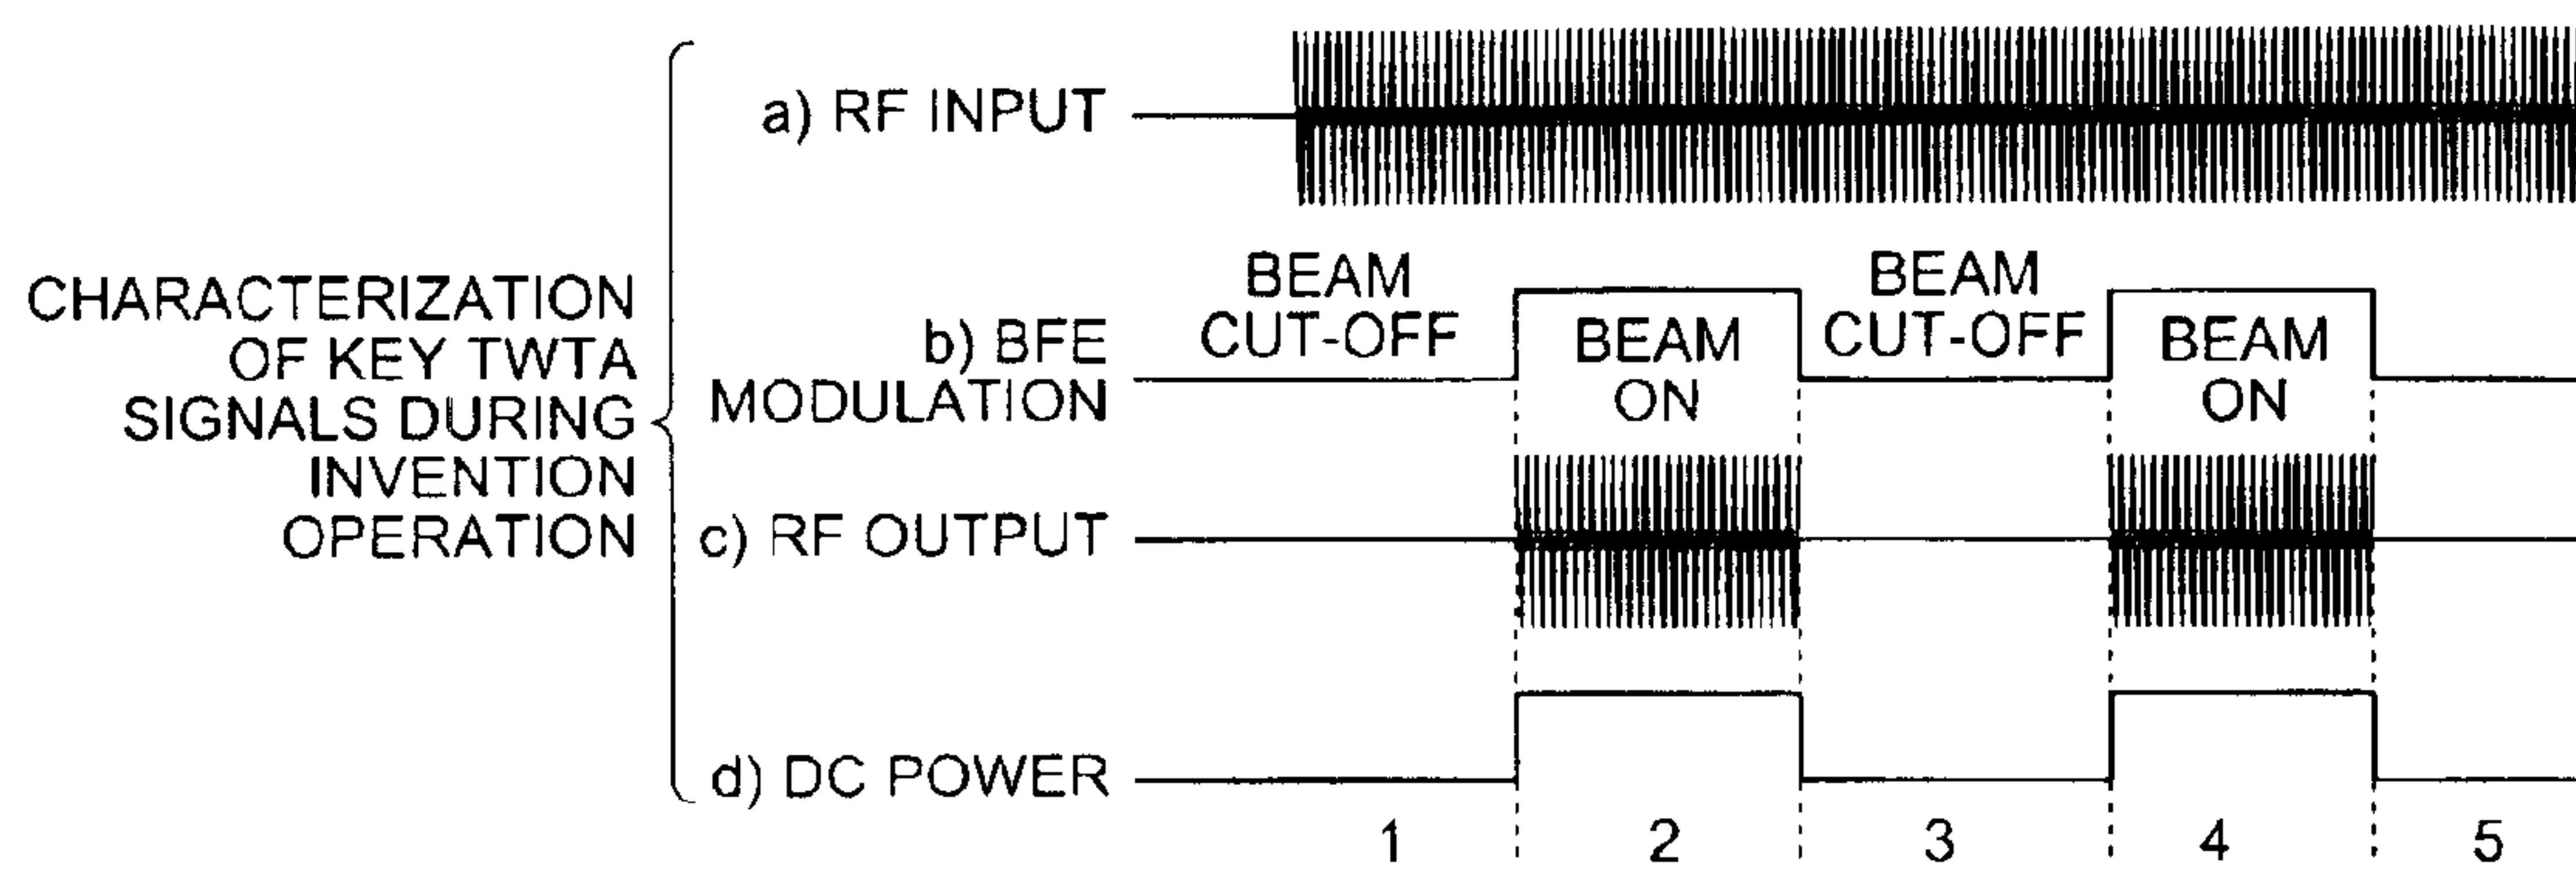 CHARACTERIZATION
OF KEY TWTA
SIGNALS DURING
INVENTION
OPERATION
a) RF INPUT
b) BFE
MODULATION
BEAM
CUT-OFF
BEAM
ON
BEAM
CUT-OFF
BEAM
ON
c) RF OUTPUT
d) DC POWER
1 2 3 4 5